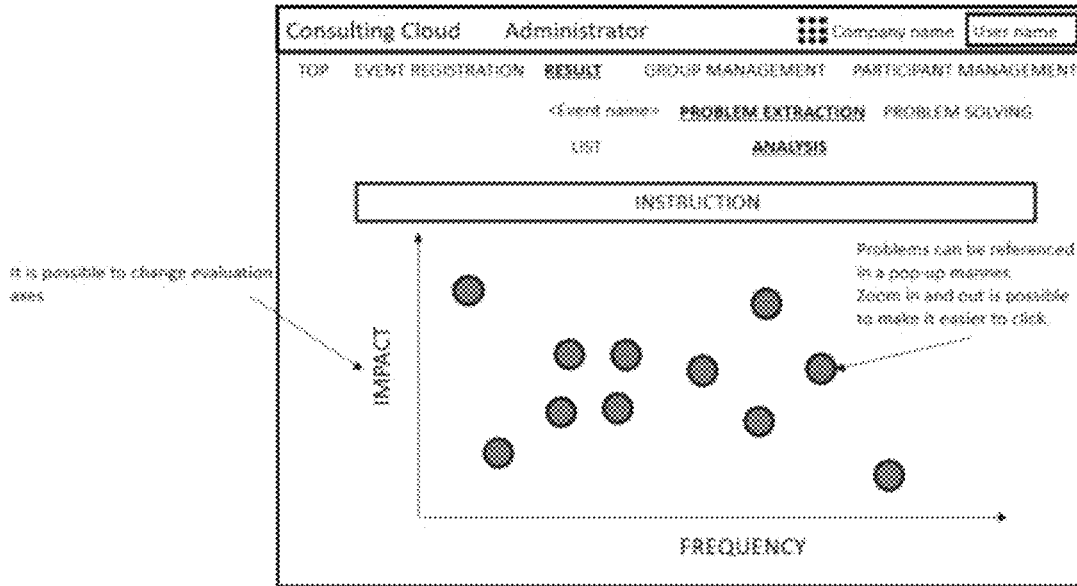 Consulting Cloud Administrator Company name User name
TOP EVENT REGISTRATION RESULT GROUP MANAGEMENT PARTICIPANT MANAGEMENT
<Event name> PROBLEM EXTRACTION PROBLEM SOLVING
LIST ANALYSIS
INSTRUCTION
It is possible to change evaluation
axes
Problems can be referenced
in a pop-up manner.
Zoom in and out is possible
to make it easier to click.
IMPACT
FREQUENCY